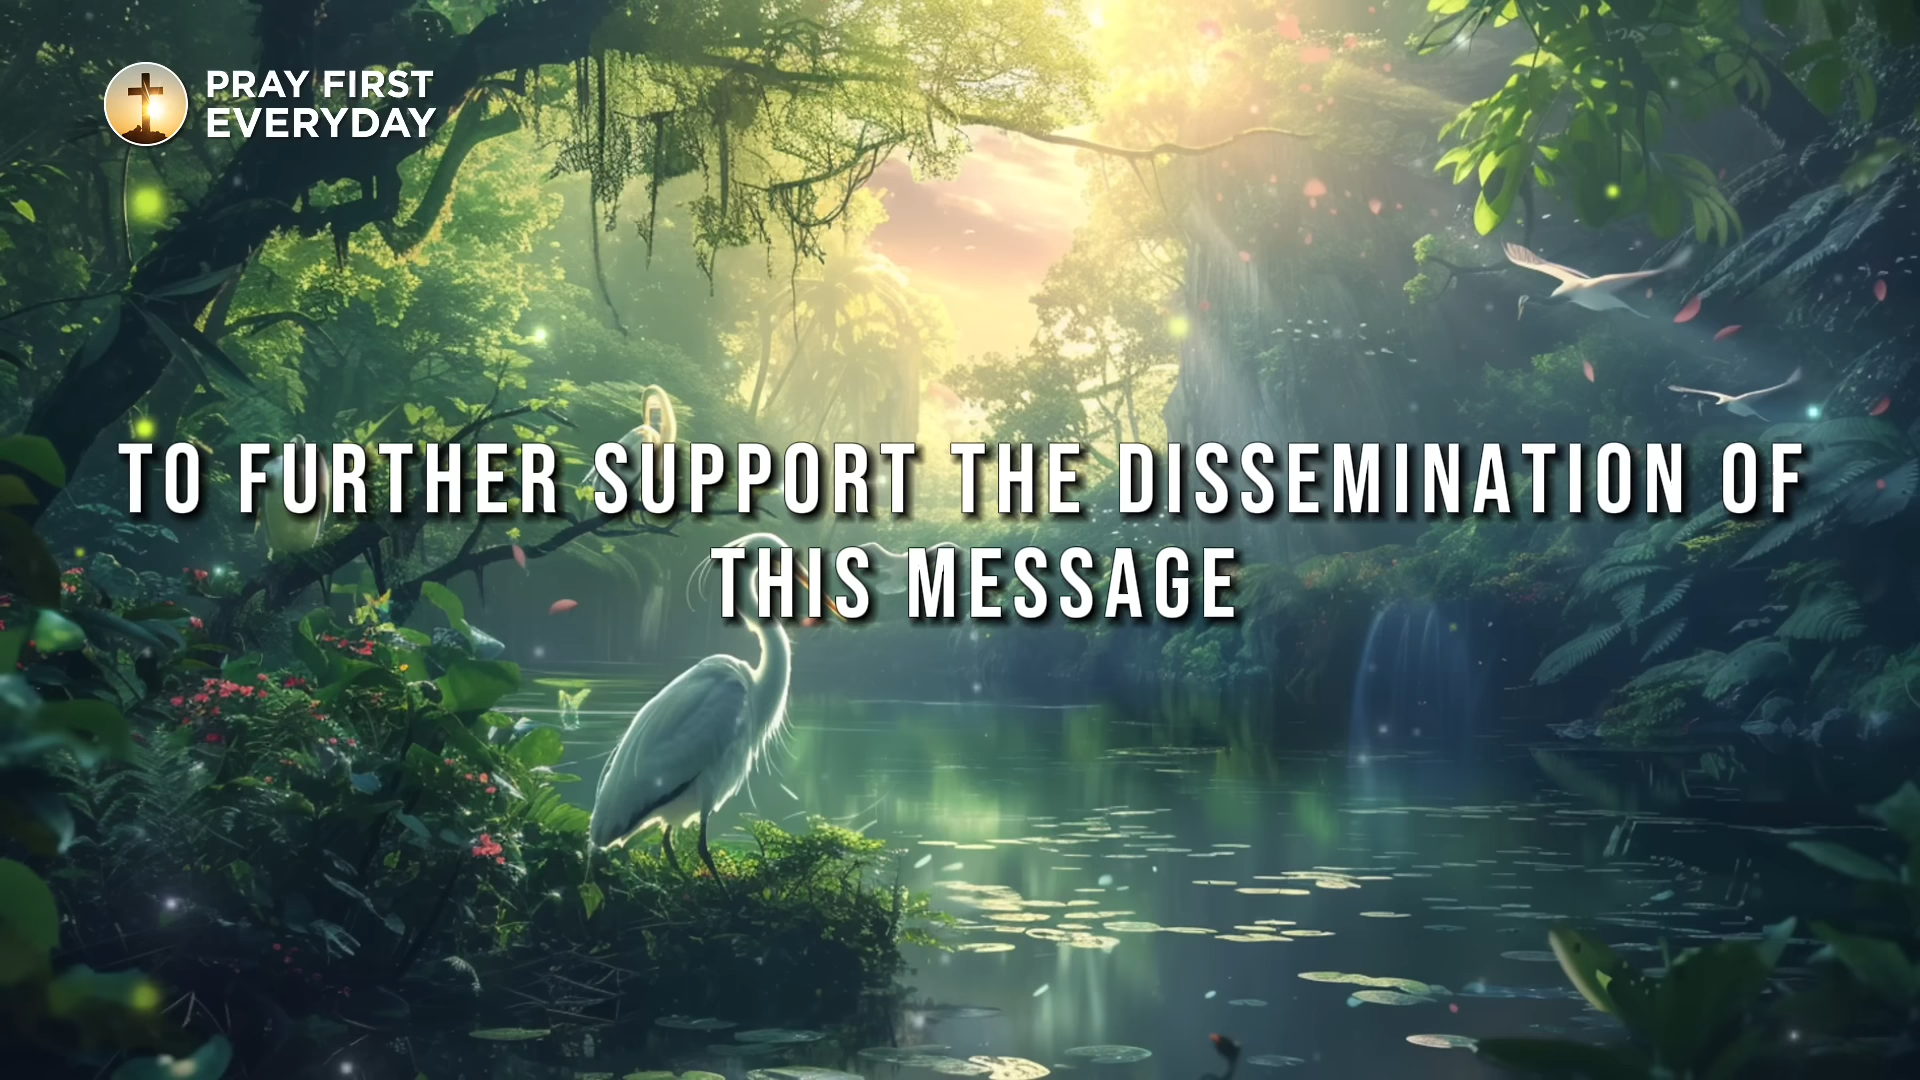 PRAY FIRST
EVERYDAY
TO FURTHER SUPPORT THE DISSEMINATION OF
THIS MESSAGE